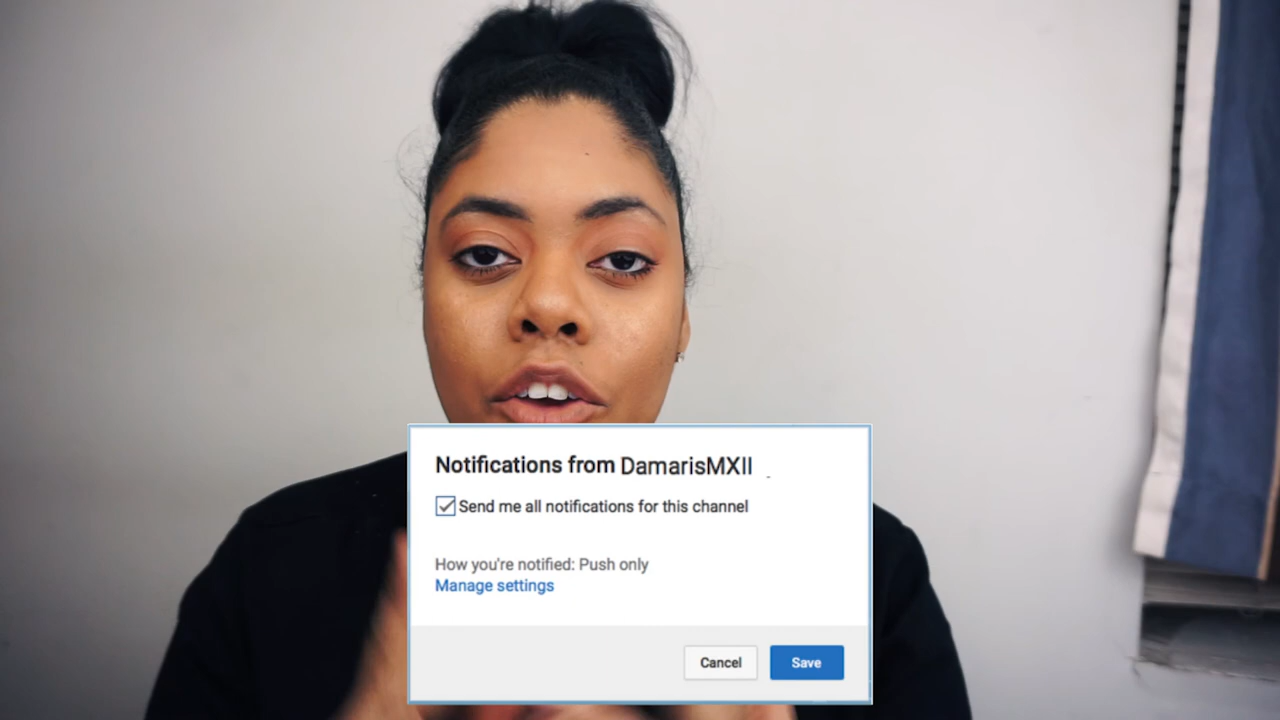 Notifications from DamarisMXII
Send me all notifications for this channel
How you're notified: Push only
Manage settings
Cancel Save